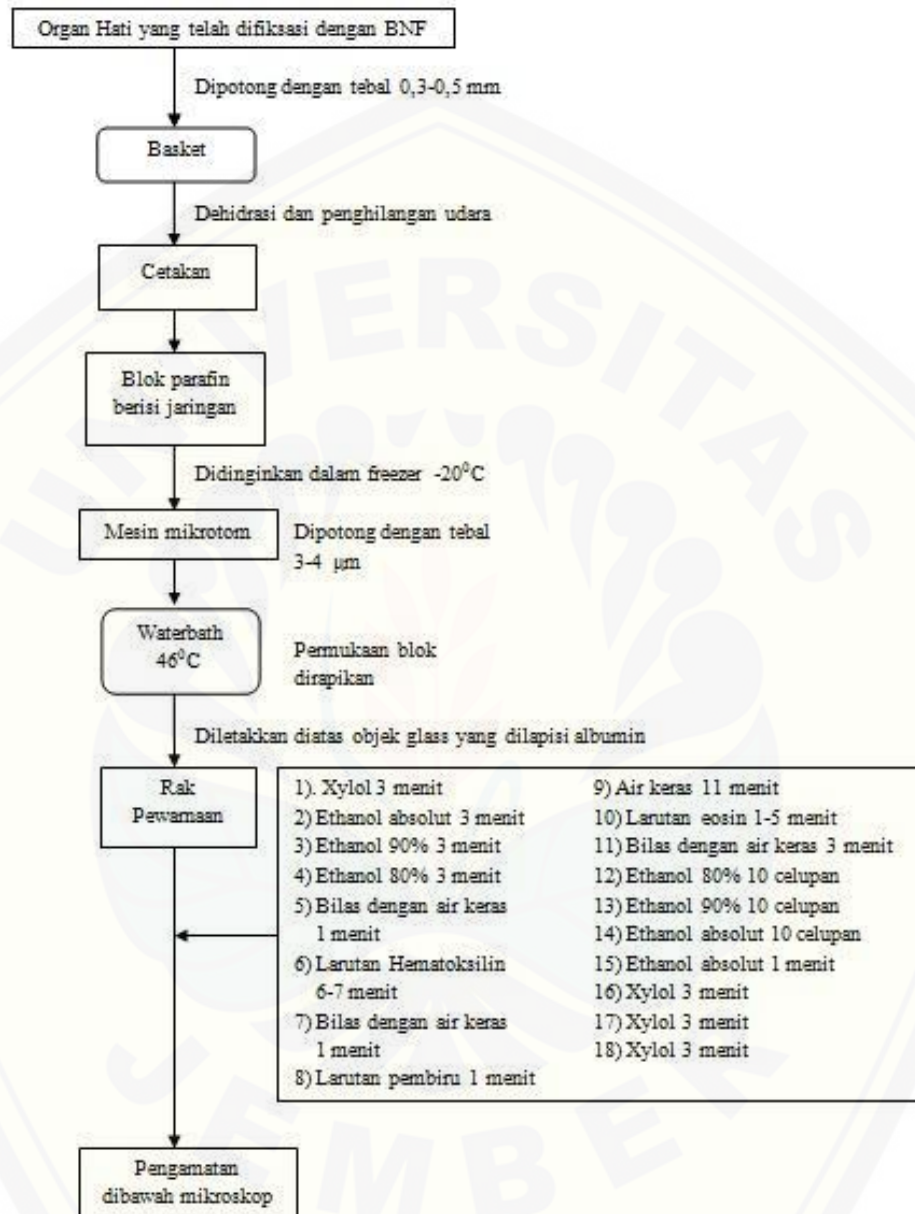 Organ Hati yang telah difiksasi dengan BNF
Dipotong dengan tebal 0,3-0,5 mm
Basket
Dehidrasi dan penghilangan udara
Cetakan
Blok parafin
berisi jaringan
Didinginkan dalam freezer -20⁰C
Mesin mikrotom
Dipotong dengan tebal
3-4 µm
Waterbath
46⁰C
Permukaan blok
dirapikan
Diletakkan diatas objek glass yang dilapisi albumin
Rak
Pewarnaan
1). Xylol 3 menit
2) Ethanol absolut 3 menit
3) Ethanol 90% 3 menit
4) Ethanol 80% 3 menit
5) Bilas dengan air keras
1 menit
6) Larutan Hematoksilin
6-7 menit
7) Bilas dengan air keras
1 menit
8) Larutan pembiru 1 menit
9) Air keras 11 menit
10) Larutan eosin 1-5 menit
11) Bilas dengan air keras 3 menit
12) Ethanol 80% 10 celupan
13) Ethanol 90% 10 celupan
14) Ethanol absolut 10 celupan
15) Ethanol absolut 1 menit
16) Xylol 3 menit
17) Xylol 3 menit
18) Xylol 3 menit
Pengamatan
dibawah mikroskop
UNIVERSITAS
JEMBER